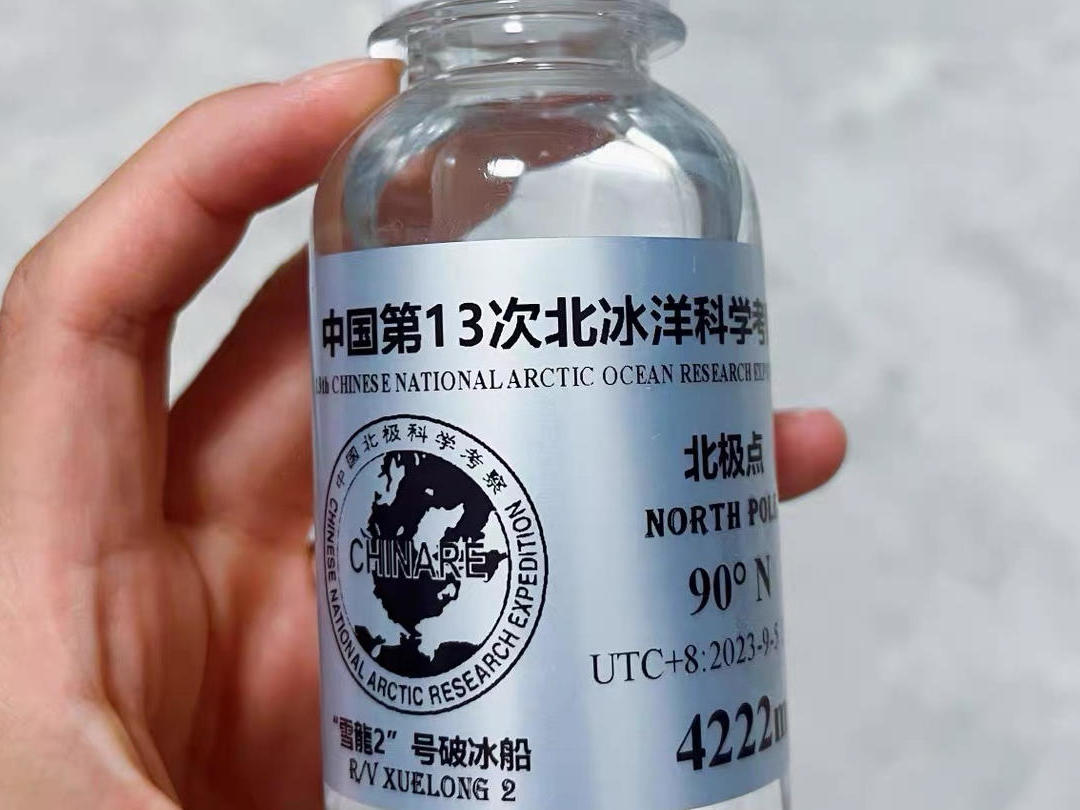 中国第13次北冰洋科学考
CHINESE NATIONAL ARCTIC OCEAN RESEARCH
中国北极科学考察
CHINARE
CHINESE NATIONAL ARCTIC RESEARCH EXPEDITION
"雪龍2"号破冰船
R/V XUELONG 2
北极点
NORTH
90° N
UTC+8:2023-9-5
4222m